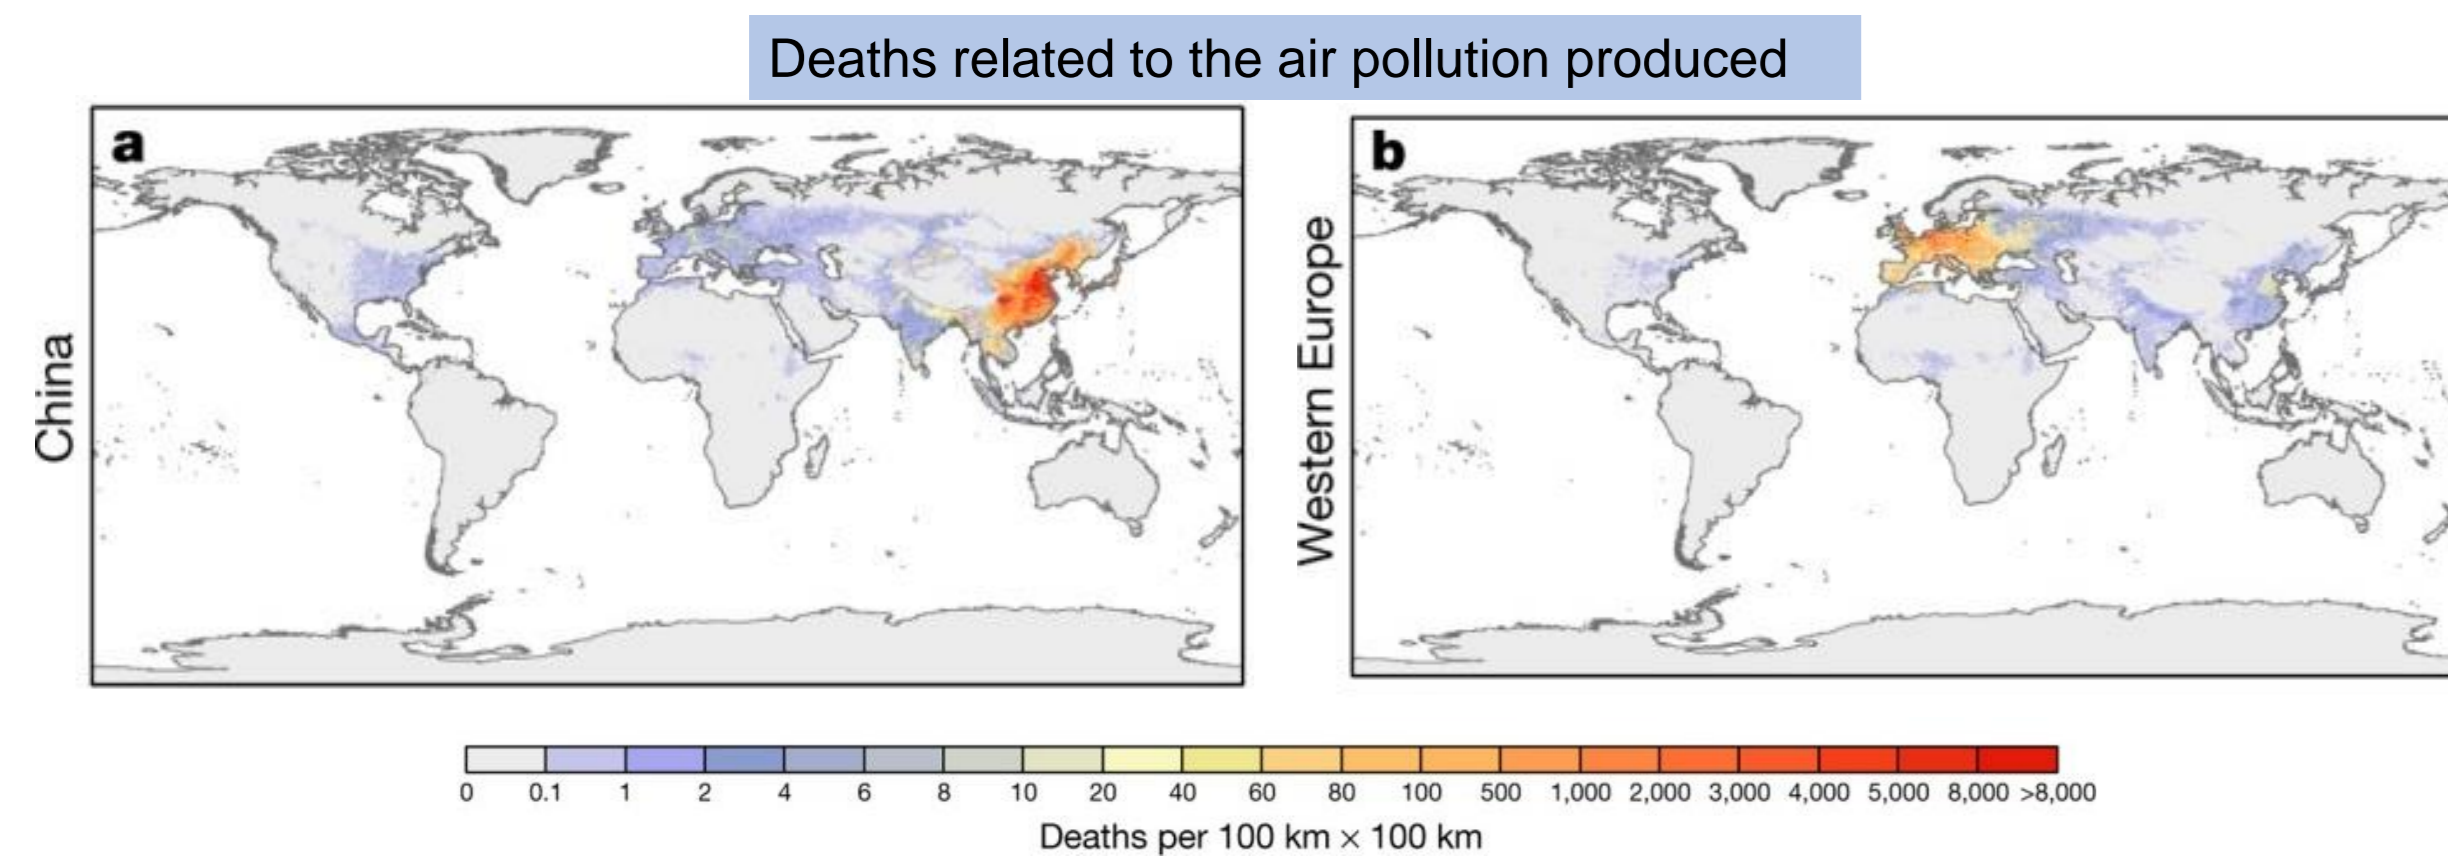 Deaths related to the air pollution produced
a
b
China
Western Europe
0 0.1 1 2 4 6 8 10 20 40 60 80 100 500 1,000 2,000 3,000 4,000 5,000 8,000 >8,000
Deaths per 100 km × 100 km